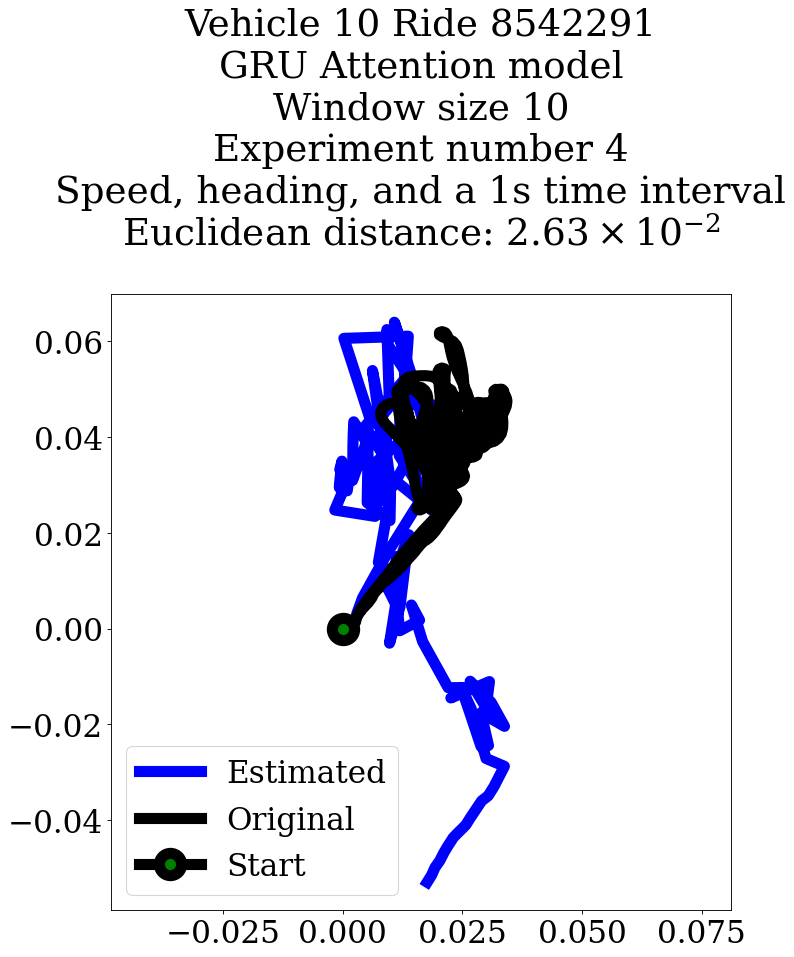 Vehicle 10 Ride 8542291
GRU Attention model
Window size 10
Experiment number 4
Speed, heading, and a 1s time interval
Euclidean distance: 2.63 × 10⁻²
0.06
0.04
0.02
0.00
−0.02
−0.04
Estimated
Original
Start
−0.025 0.000 0.025 0.050 0.075